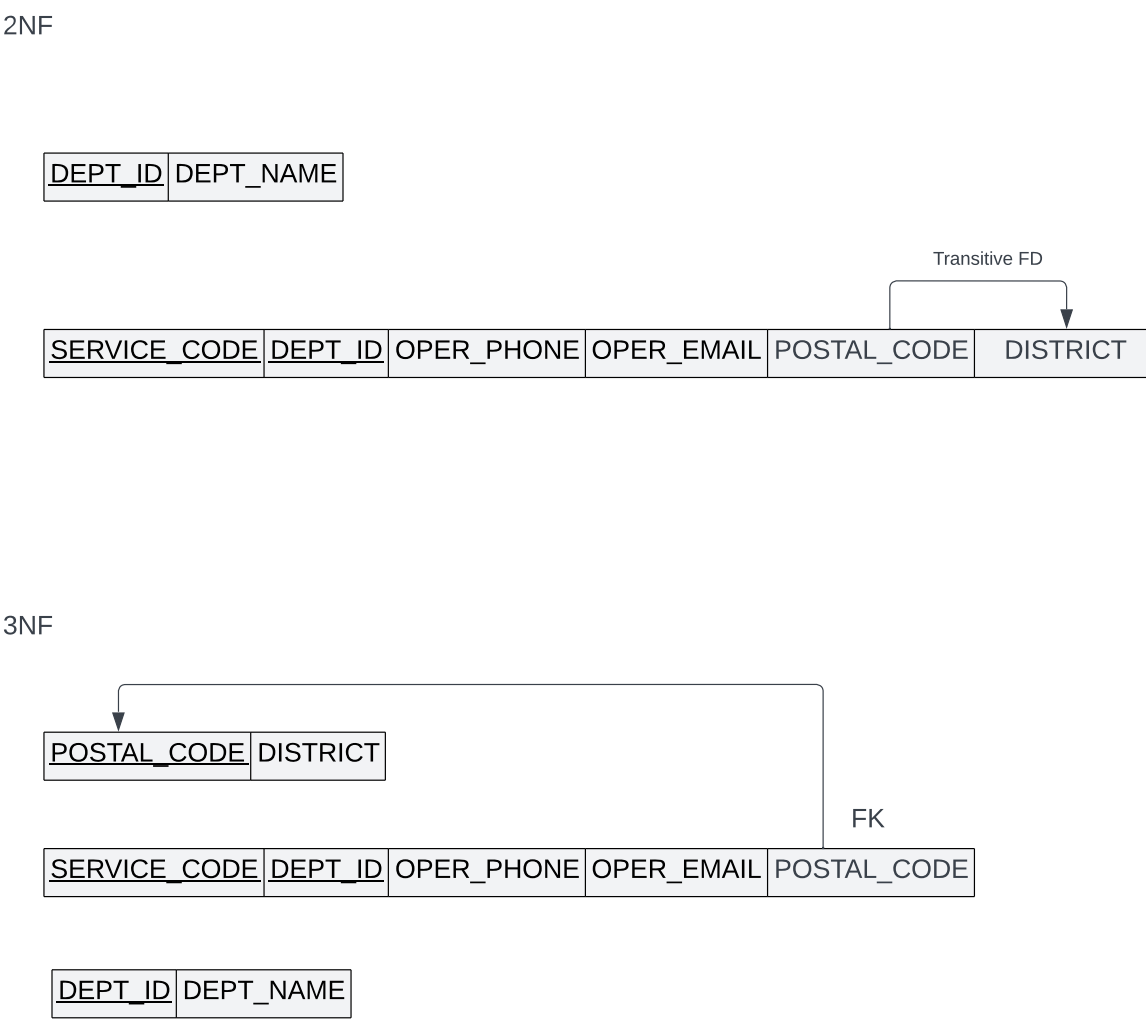 2NF
DEPT_ID DEPT_NAME
Transitive FD
SERVICE_CODE DEPT_ID OPER_PHONE OPER_EMAIL POSTAL_CODE DISTRICT
3NF
POSTAL_CODE DISTRICT
FK
SERVICE_CODE DEPT_ID OPER_PHONE OPER_EMAIL POSTAL_CODE
DEPT_ID DEPT_NAME